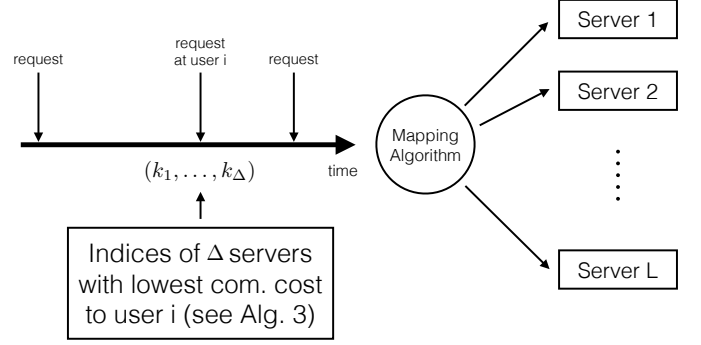 request
request
at user i
request
(k₁, . . . , k_Δ)
time
Indices of Δ servers
with lowest com. cost
to user i (see Alg. 3)
Mapping
Algorithm
Server 1
Server 2
Server L